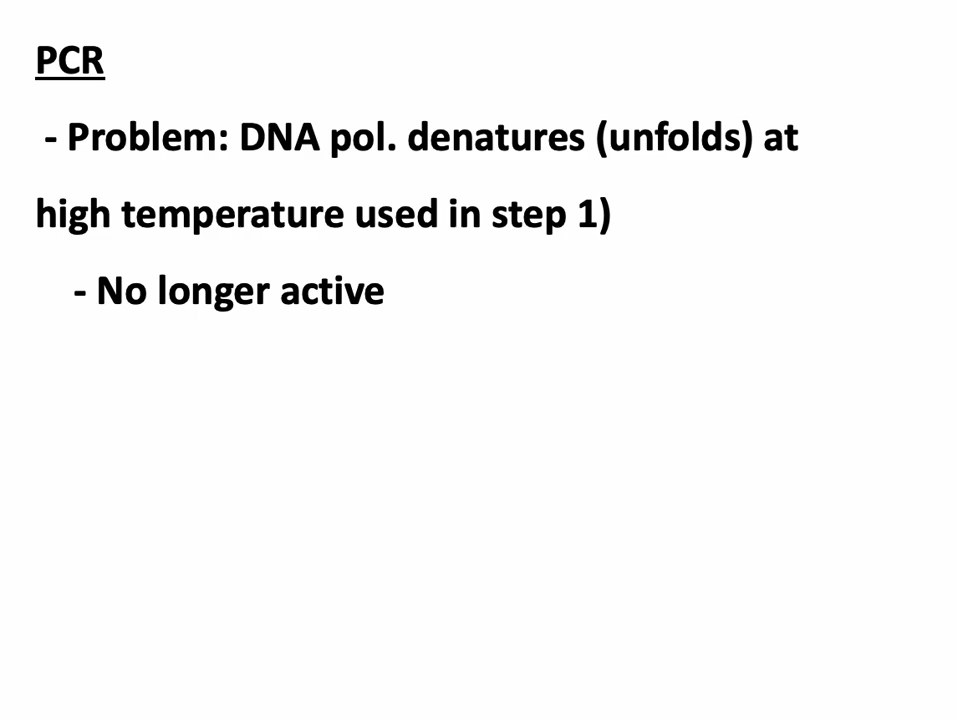 PCR
- Problem: DNA pol. denatures (unfolds) at
high temperature used in step 1)
- No longer active